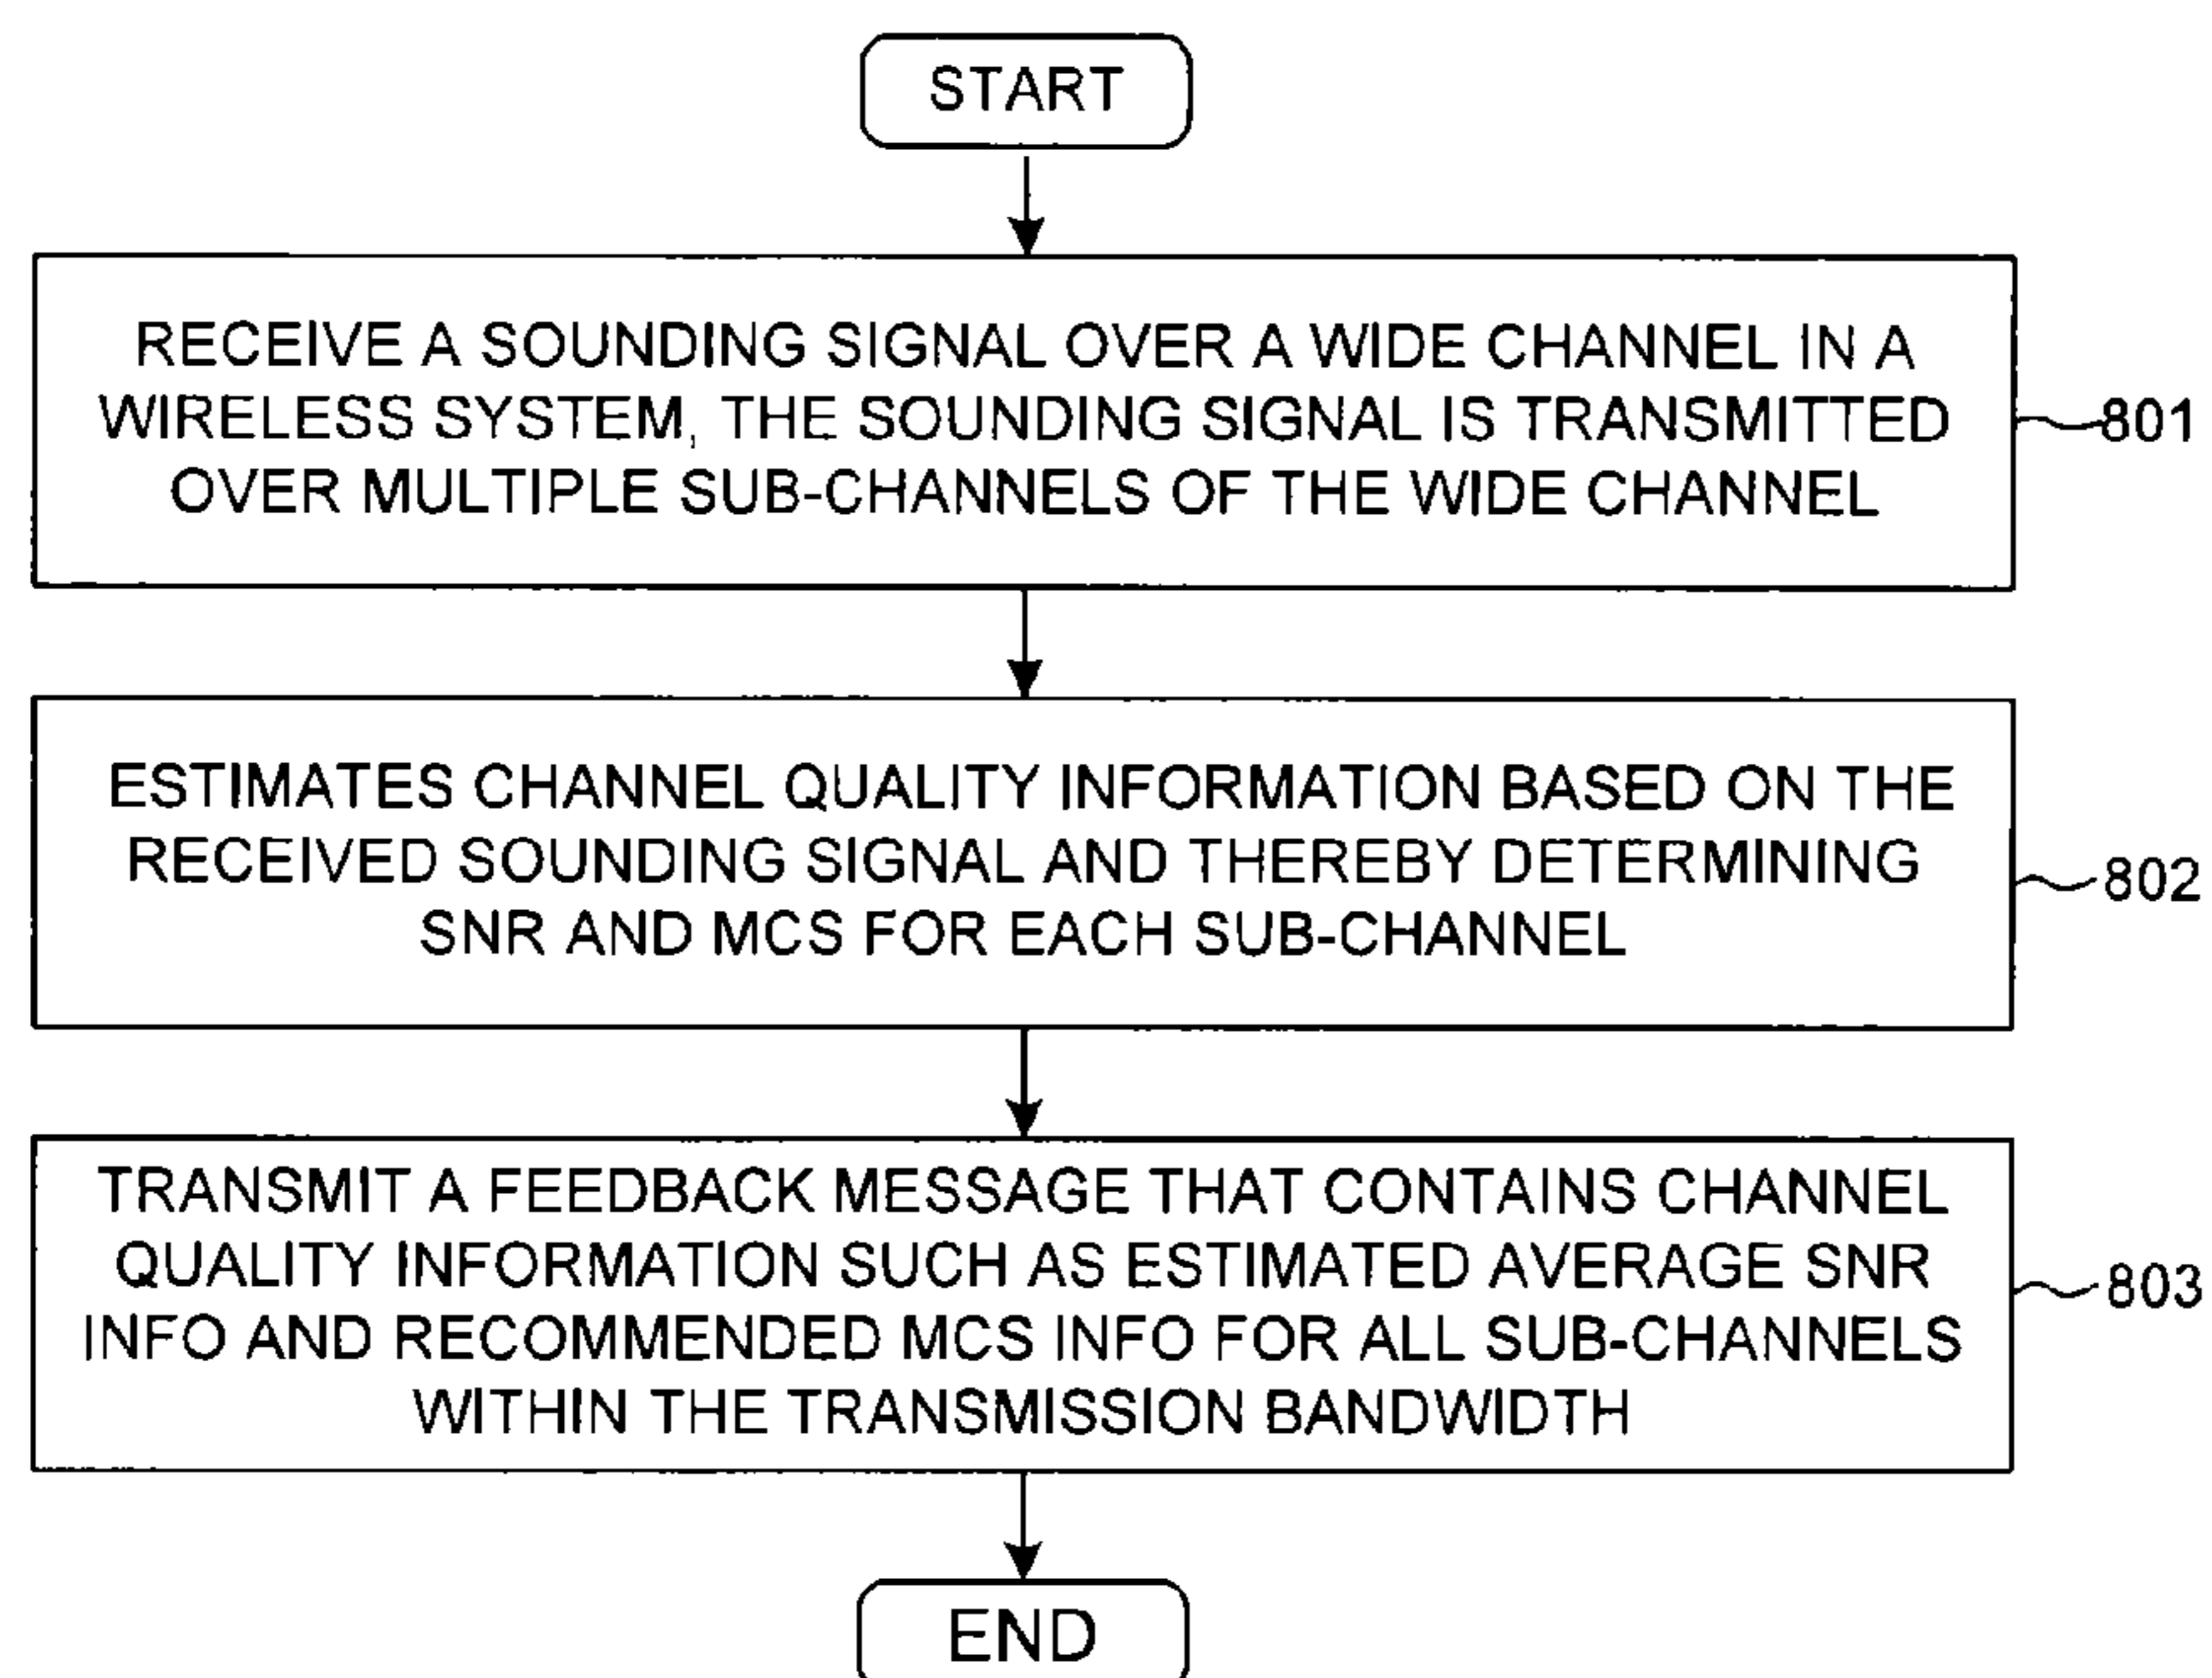 START
RECEIVE A SOUNDING SIGNAL OVER A WIDE CHANNEL IN A
WIRELESS SYSTEM, THE SOUNDING SIGNAL IS TRANSMITTED
OVER MULTIPLE SUB-CHANNELS OF THE WIDE CHANNEL
801
ESTIMATES CHANNEL QUALITY INFORMATION BASED ON THE
RECEIVED SOUNDING SIGNAL AND THEREBY DETERMINING
SNR AND MCS FOR EACH SUB-CHANNEL
802
TRANSMIT A FEEDBACK MESSAGE THAT CONTAINS CHANNEL
QUALITY INFORMATION SUCH AS ESTIMATED AVERAGE SNR
INFO AND RECOMMENDED MCS INFO FOR ALL SUB-CHANNELS
WITHIN THE TRANSMISSION BANDWIDTH
803
END